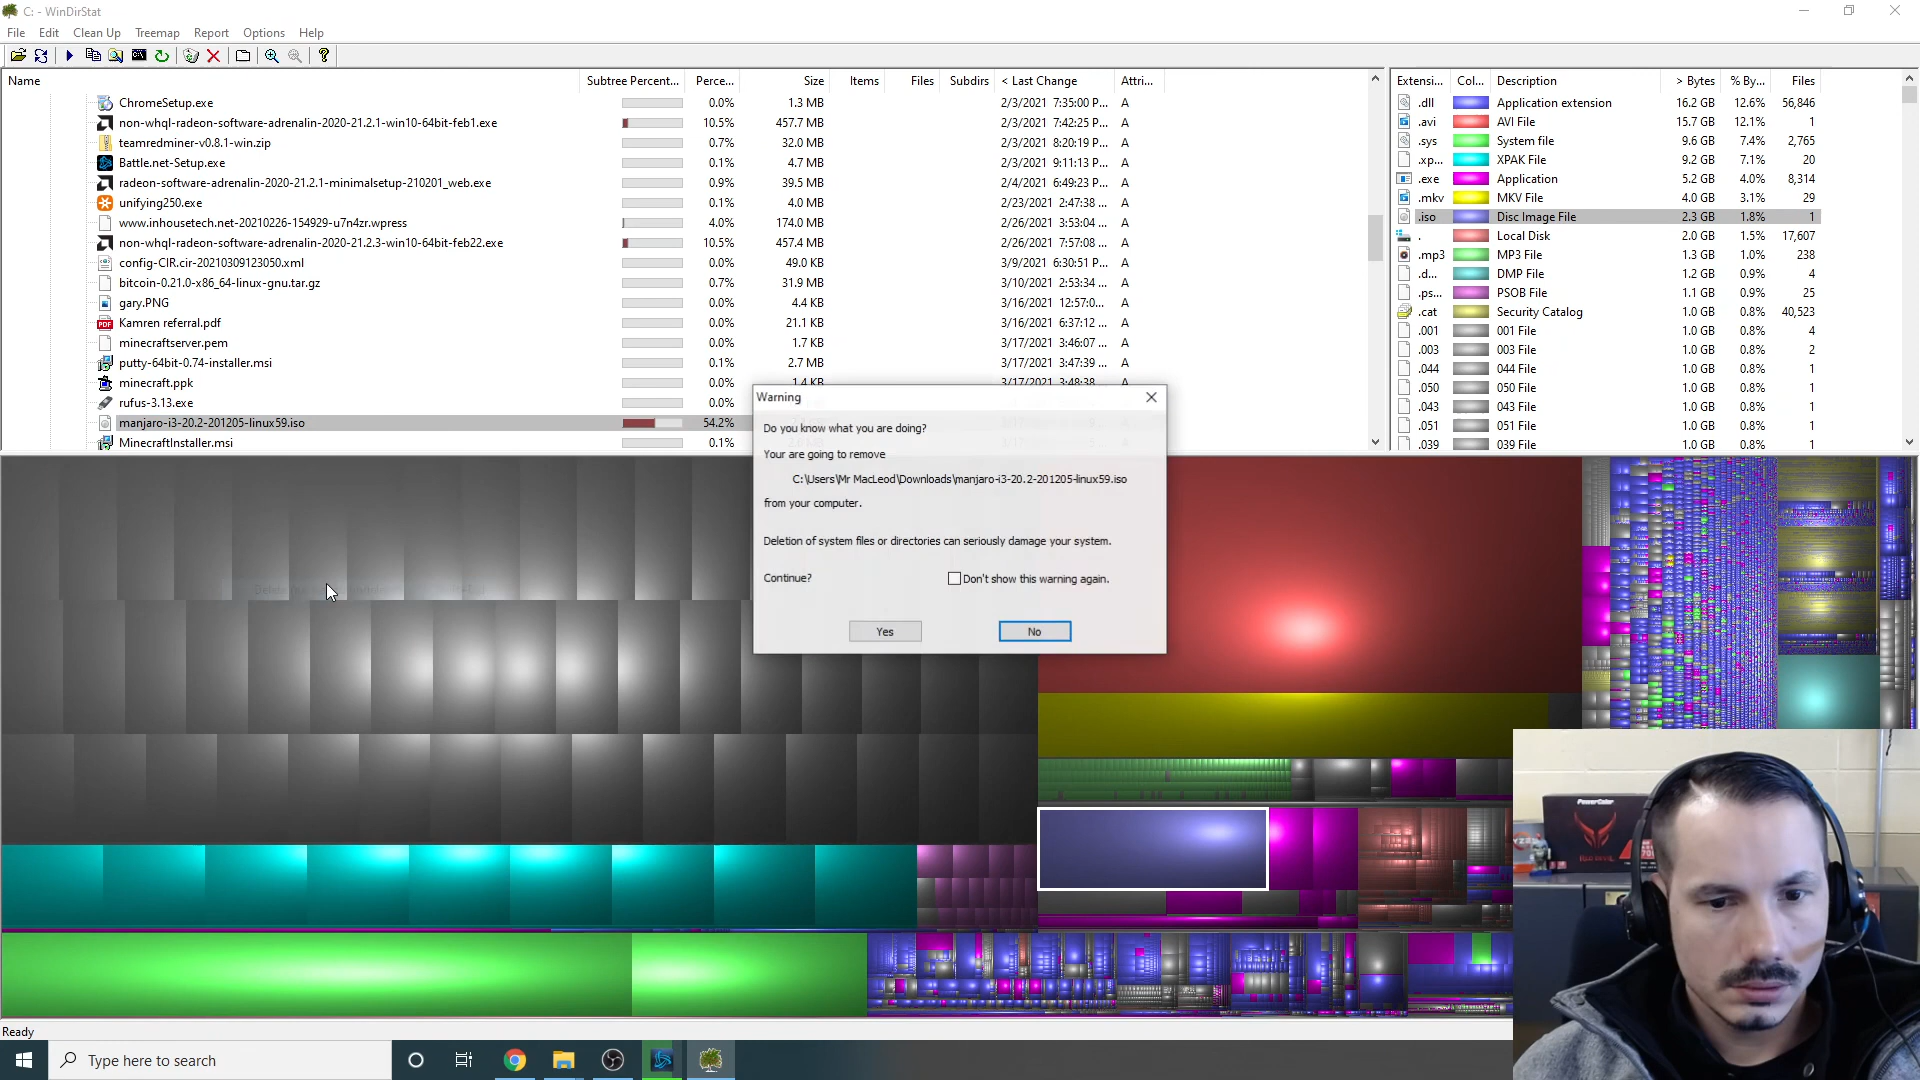 C: - WinDirStat
File Edit Clean Up Treemap Report Options Help
Name Subtree Percent... Perce... Size Items Files Subdirs < Last Change Attri...
ChromeSetup.exe 0.0% 1.3 MB 2/3/2021 7:35:00 P... A
non-whql-radeon-software-adrenalin-2020-21.2.1-win10-64bit-feb1.exe 10.5% 457.7 MB 2/3/2021 7:42:25 P... A
teamredminer-v0.8.1-win.zip 0.7% 32.0 MB 2/3/2021 8:20:19 P... A
Battle.net-Setup.exe 0.1% 4.7 MB 2/3/2021 9:11:13 P... A
radeon-software-adrenalin-2020-21.2.1-minimalsetup-210201_web.exe 0.9% 39.5 MB 2/4/2021 6:49:23 P... A
unifying250.exe 0.1% 4.0 MB 2/23/2021 2:47:38 ... A
www.inhousetech.net-20210226-154929-u7n4zr.wpress 4.0% 174.0 MB 2/26/2021 3:53:04 ... A
non-whql-radeon-software-adrenalin-2020-21.2.3-win10-64bit-feb22.exe 10.5% 457.4 MB 2/26/2021 7:57:08 ... A
config-CIR.cir-20210309123050.xml 0.0% 49.0 KB 3/9/2021 6:30:51 P... A
bitcoin-0.21.0-x86_64-linux-gnu.tar.gz 0.7% 31.9 MB 3/10/2021 2:53:34 ... A
gary.PNG 0.0% 4.4 KB 3/16/2021 12:57:0... A
Kamren referral.pdf 0.0% 21.1 KB 3/16/2021 6:37:12 ... A
minecraftserver.pem 0.0% 1.7 KB 3/17/2021 3:46:07 ... A
putty-64bit-0.74-installer.msi 0.1% 2.7 MB 3/17/2021 3:47:39 ... A
minecraft.ppk 0.0% 1.4 KB 3/17/2021 3:48:38 ... A
rufus-3.13.exe 0.0%
manjaro-i3-20.2-201205-linux59.iso 54.2%
MinecraftInstaller.msi 0.1%
Extensi... Col... Description > Bytes % By... Files
.dll Application extension 16.2 GB 12.6% 56,846
.avi AVI File 15.7 GB 12.1% 1
.sys System file 9.6 GB 7.4% 2,765
.xp... XPAK File 9.2 GB 7.1% 20
.exe Application 5.2 GB 4.0% 8,314
.mkv MKV File 4.0 GB 3.1% 29
.iso Disc Image File 2.3 GB 1.8% 1
. Local Disk 2.0 GB 1.5% 17,607
.mp3 MP3 File 1.3 GB 1.0% 238
.d... DMP File 1.2 GB 0.9% 4
.ps... PSOB File 1.1 GB 0.9% 25
.cat Security Catalog 1.0 GB 0.8% 40,523
.001 001 File 1.0 GB 0.8% 4
.003 003 File 1.0 GB 0.8% 2
.044 044 File 1.0 GB 0.8% 1
.050 050 File 1.0 GB 0.8% 1
.043 043 File 1.0 GB 0.8% 1
.051 051 File 1.0 GB 0.8% 1
.039 039 File 1.0 GB 0.8% 1
Warning
Do you know what you are doing?
Your are going to remove
C:\Users\Mr MacLeod\Downloads\manjaro-i3-20.2-201205-linux59.iso
from your computer.
Deletion of system files or directories can seriously damage your system.
Continue? Don't show this warning again.
Yes No
PowerColor
RED DEVIL
Ready
Type here to search